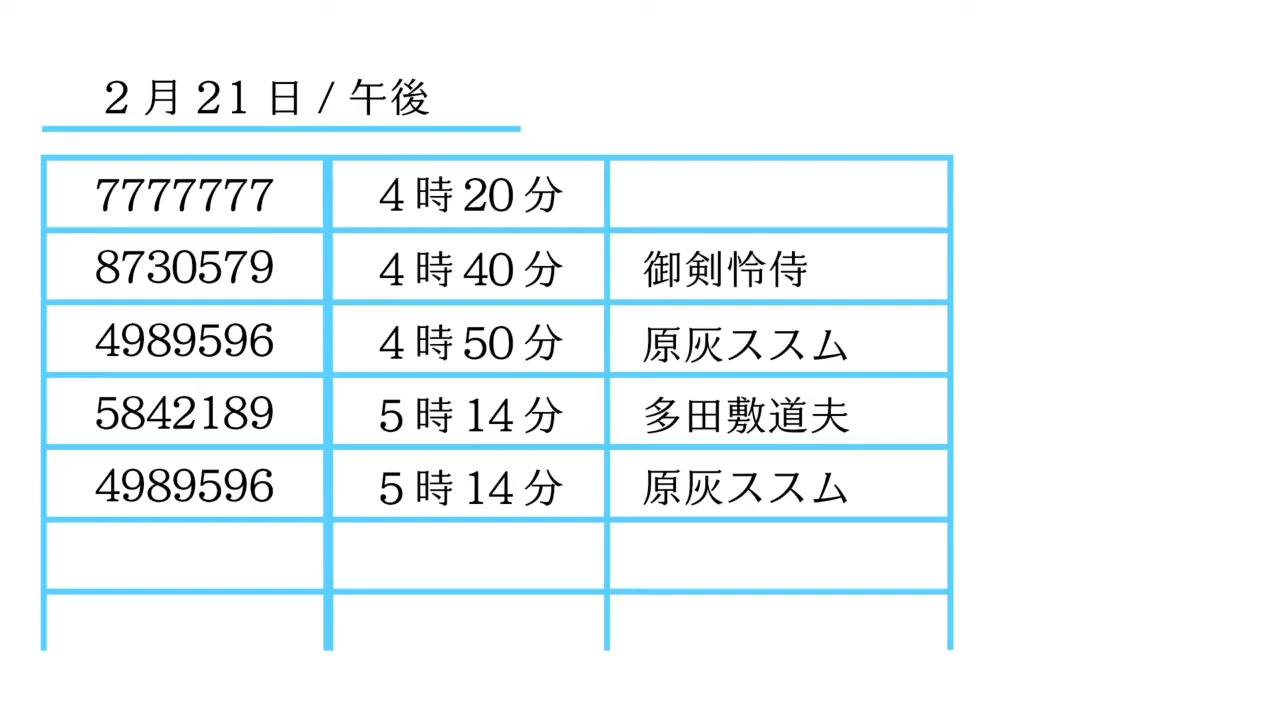 2月21日/午後
7777777 4時20分
8730579 4時40分 御剣怜侍
4989596 4時50分 原灰ススム
5842189 5時14分 多田敷道夫
4989596 5時14分 原灰ススム